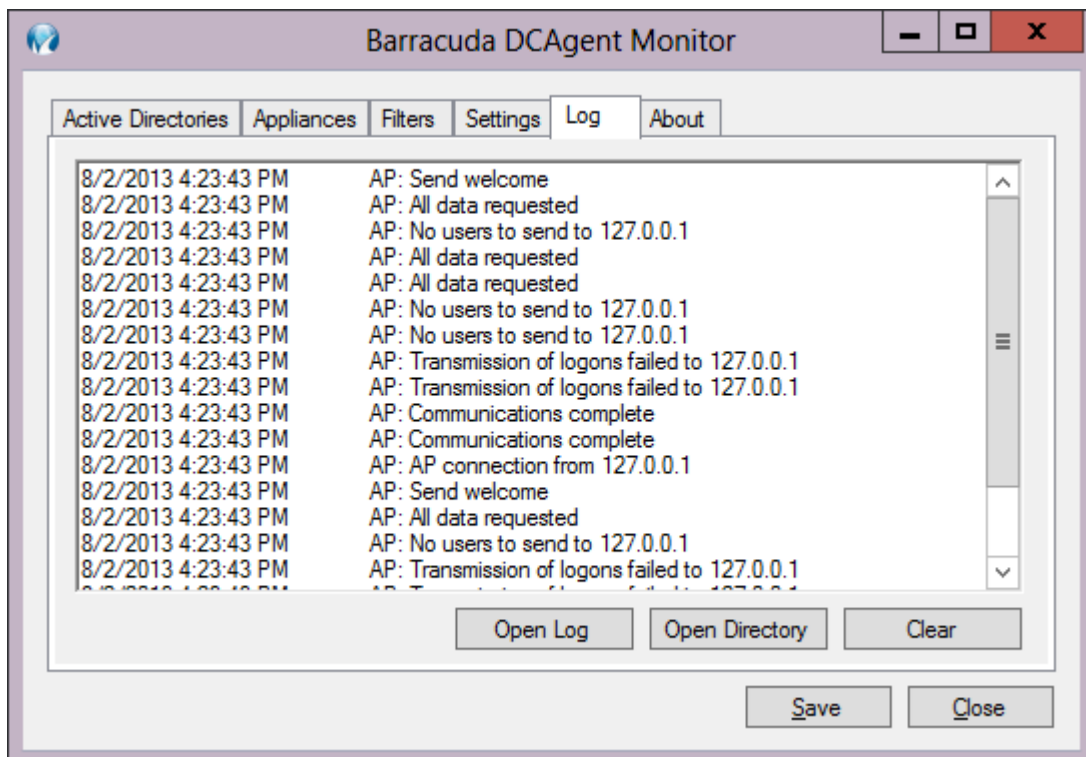 Barracuda DCAgent Monitor
Active Directories Appliances Filters Settings Log About
8/2/2013 4:23:43 PM AP: Send welcome
8/2/2013 4:23:43 PM AP: All data requested
8/2/2013 4:23:43 PM AP: No users to send to 127.0.0.1
8/2/2013 4:23:43 PM AP: All data requested
8/2/2013 4:23:43 PM AP: All data requested
8/2/2013 4:23:43 PM AP: No users to send to 127.0.0.1
8/2/2013 4:23:43 PM AP: No users to send to 127.0.0.1
8/2/2013 4:23:43 PM AP: Transmission of logons failed to 127.0.0.1
8/2/2013 4:23:43 PM AP: Transmission of logons failed to 127.0.0.1
8/2/2013 4:23:43 PM AP: Communications complete
8/2/2013 4:23:43 PM AP: Communications complete
8/2/2013 4:23:43 PM AP: AP connection from 127.0.0.1
8/2/2013 4:23:43 PM AP: Send welcome
8/2/2013 4:23:43 PM AP: All data requested
8/2/2013 4:23:43 PM AP: No users to send to 127.0.0.1
8/2/2013 4:23:43 PM AP: Transmission of logons failed to 127.0.0.1
Open Log Open Directory Clear
Save Close